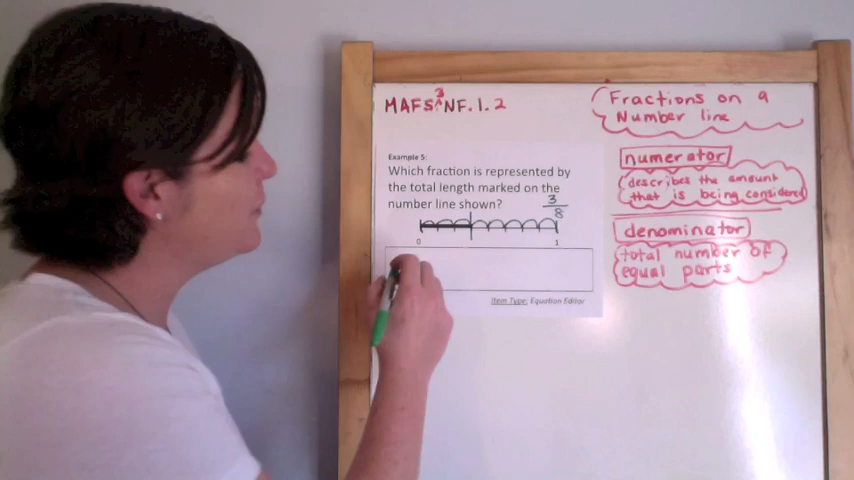 MAFS.3.NF.1.2
Fractions on a
Number line
Example 5:
Which fraction is represented by
the total length marked on the
number line shown?
3
8
0 1
Item Type: Equation Editor
numerator
describes the amount
that is being considered
denominator
total number of
equal parts